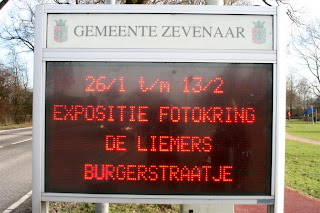 GEMEENTE ZEVENAAR
26/1 t/m 13/2
EXPOSITIE FOTOKRING
DE LIEMERS
BURGERSTRAATJE